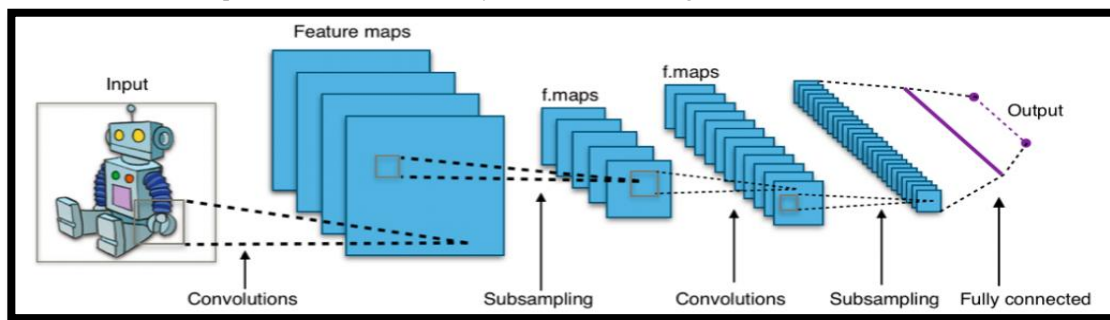 Feature maps
Input
f.maps
f.maps
Output
Convolutions
Subsampling
Convolutions
Subsampling
Fully connected